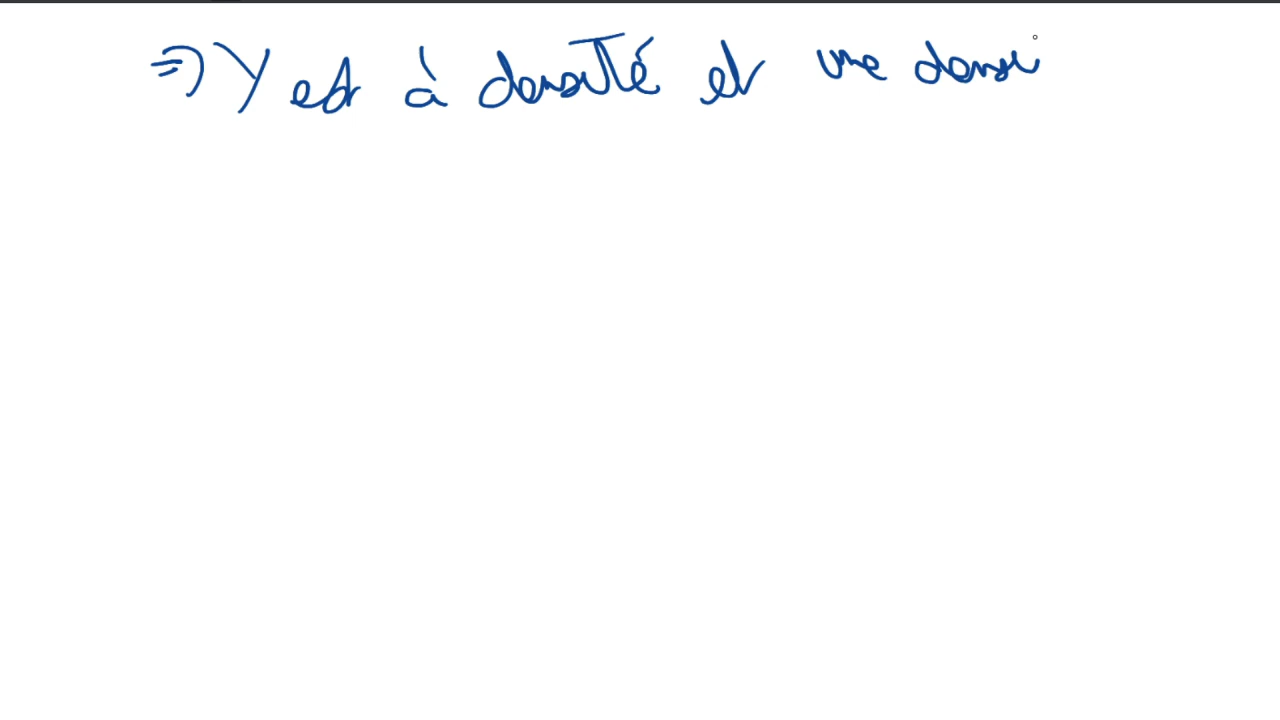 ⇒ Y est à densité et une densi